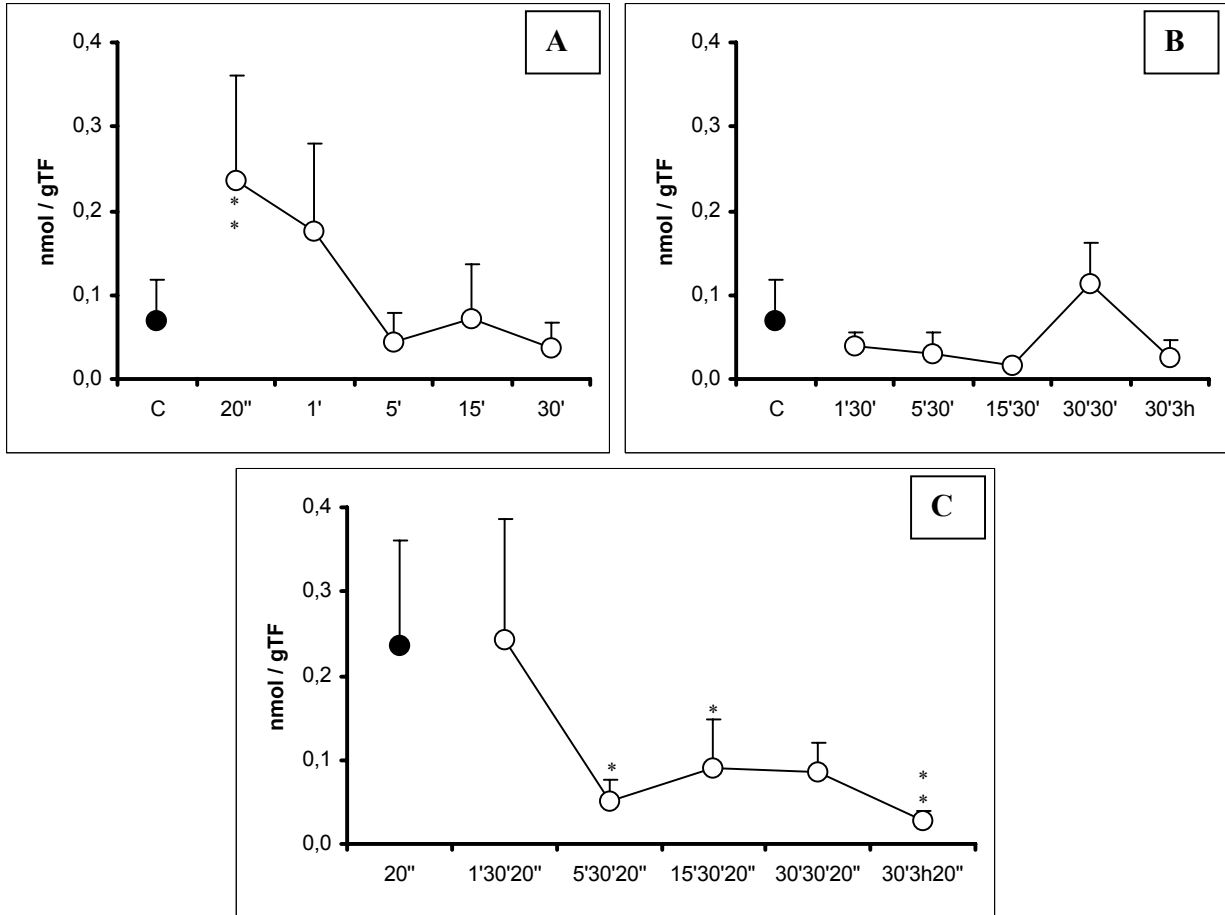 A
nmol / gTF
0,4
0,3
0,2
0,1
0,0
*
*
C 20" 1' 5' 15' 30'
B
nmol / gTF
0,4
0,3
0,2
0,1
0,0
C 1'30' 5'30' 15'30' 30'30' 30'3h
C
nmol / gTF
0,4
0,3
0,2
0,1
0,0
*
*
*
*
20" 1'30'20" 5'30'20" 15'30'20" 30'30'20" 30'3h20"